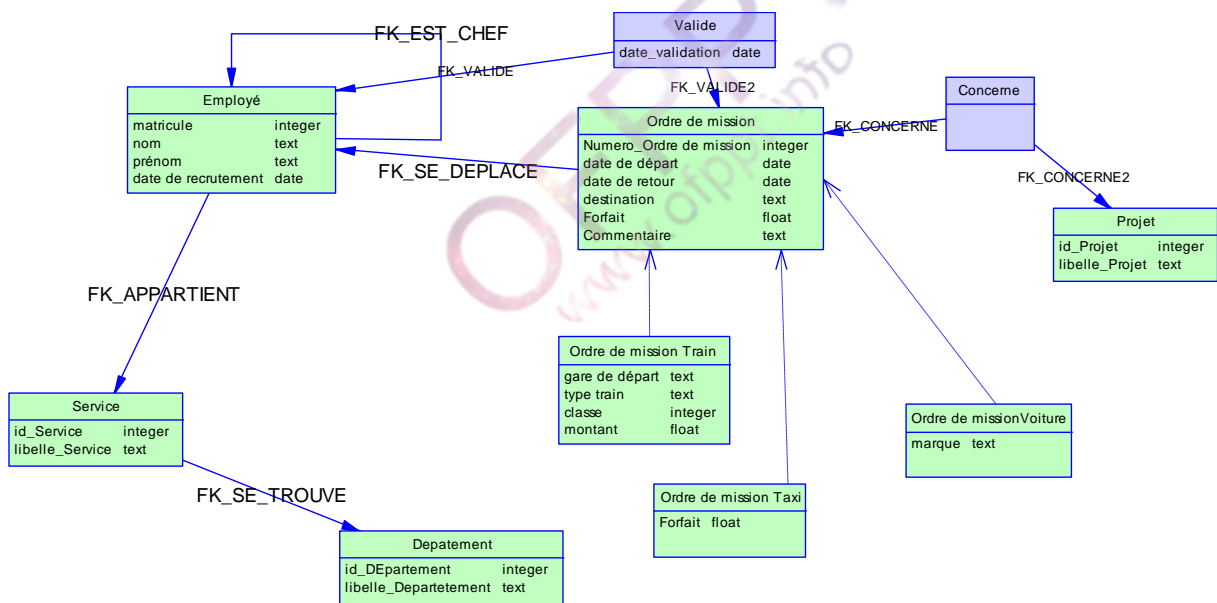 Valide
date_validation date
FK_EST_CHEF
FK_VALIDE
FK_VALIDE2
Employé
matricule integer
nom text
prénom text
date de recrutement date
Ordre de mission
Numero_Ordre de mission integer
date de départ date
date de retour date
destination text
Forfait float
Commentaire text
Concerne
FK_CONCERNE
FK_SE_DEPLACE
FK_CONCERNE2
Projet
id_Projet integer
libelle_Projet text
FK_APPARTIENT
Ordre de mission Train
gare de départ text
type train text
classe integer
montant float
Service
id_Service integer
libelle_Service text
Ordre de missionVoiture
marque text
FK_SE_TROUVE
Ordre de mission Taxi
Forfait float
Depatement
id_DEpartement integer
libelle_Departetement text
www.ofppt.info